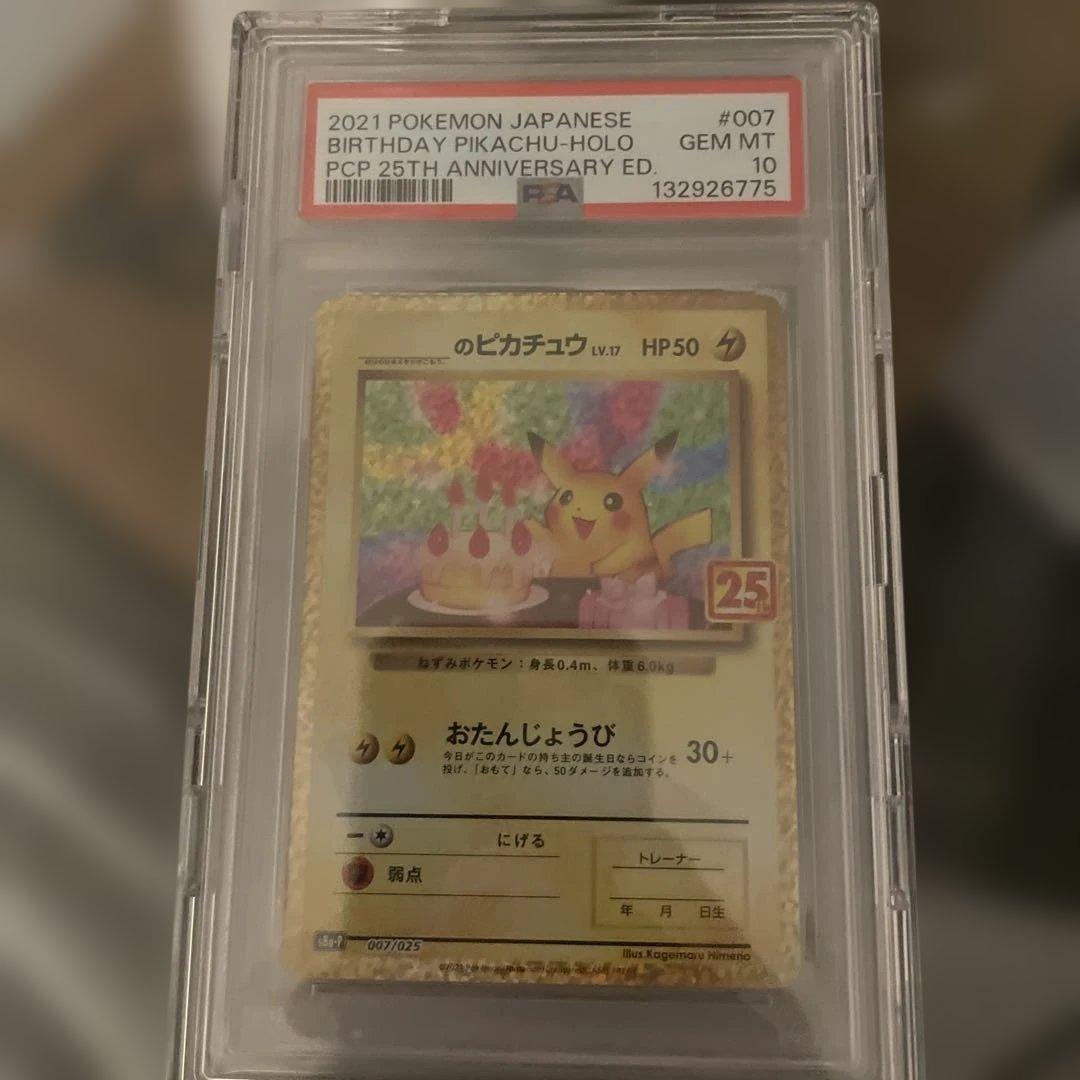 2021 POKEMON JAPANESE #007
BIRTHDAY PIKACHU-HOLO GEM MT
PCP 25TH ANNIVERSARY ED. 10
PSA 132926775
のピカチュウ LV.17 HP50
25TH
ねずみポケモン：身長0.4m、体重6.0kg
おたんじょうび 30+
今日がこのカードの持ち主の誕生日ならコインを
投げ、「おもて」なら、50ダメージを追加する。
にげる
弱点
トレーナー
年 月 日生
s8a-P 007/025
Illus.Kagemaru Himeno